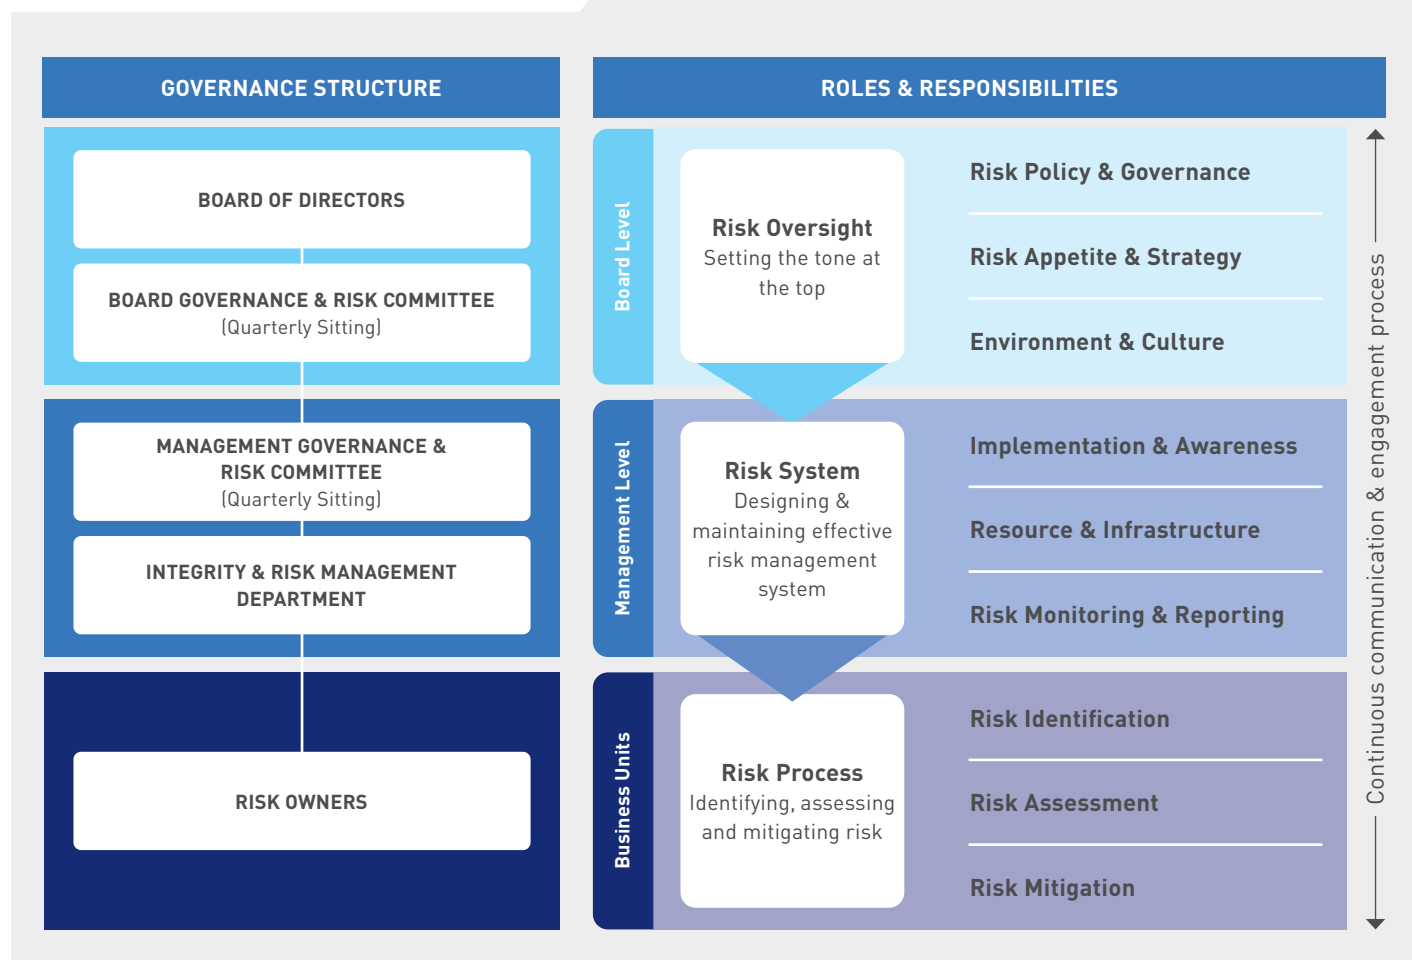 GOVERNANCE STRUCTURE
BOARD OF DIRECTORS
BOARD GOVERNANCE & RISK COMMITTEE
(Quarterly Sitting)
MANAGEMENT GOVERNANCE &
RISK COMMITTEE
(Quarterly Sitting)
INTEGRITY & RISK MANAGEMENT
DEPARTMENT
RISK OWNERS
ROLES & RESPONSIBILITIES
Board Level
Risk Oversight
Setting the tone at
the top
Risk Policy & Governance
Risk Appetite & Strategy
Environment & Culture
Management Level
Risk System
Designing &
maintaining effective
risk management
system
Implementation & Awareness
Resource & Infrastructure
Risk Monitoring & Reporting
Business Units
Risk Process
Identifying, assessing
and mitigating risk
Risk Identification
Risk Assessment
Risk Mitigation
Continuous communication & engagement process